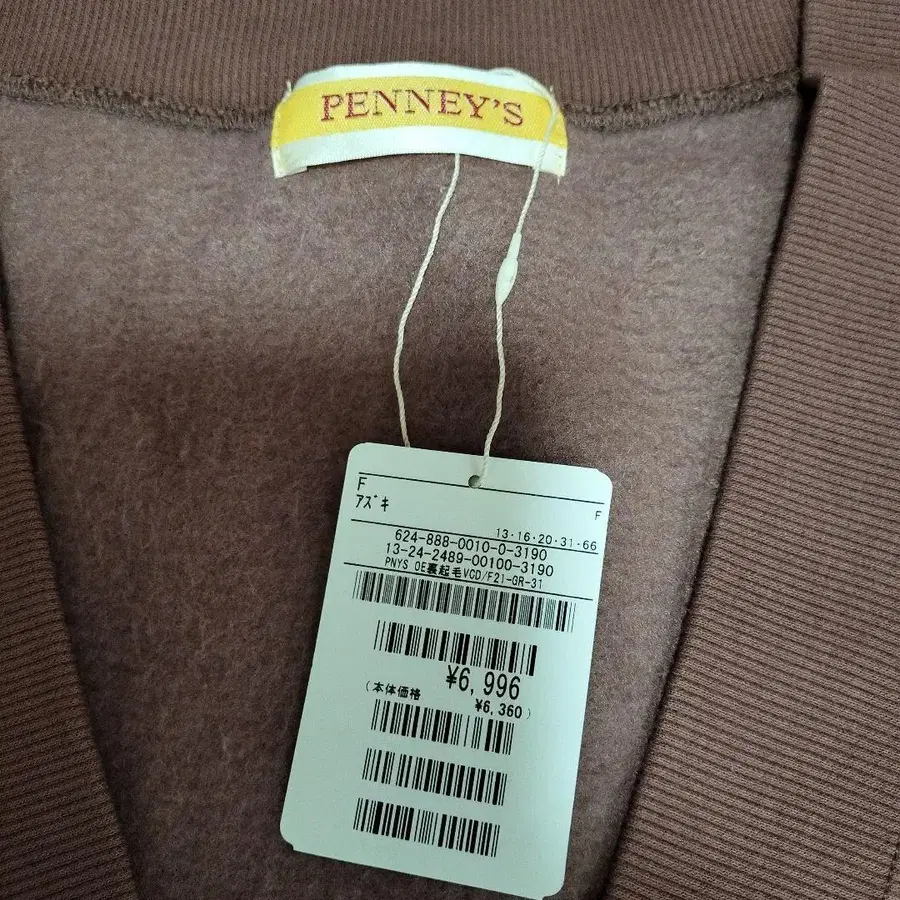 PENNEY'S
F
アズキ
F
13・16・20・31・66
624-888-0010-0-3190
13-24-2489-00100-3190
PNYS OE裏起毛VCD/F21-GR-31
¥6,996
(本体価格
¥6,360)